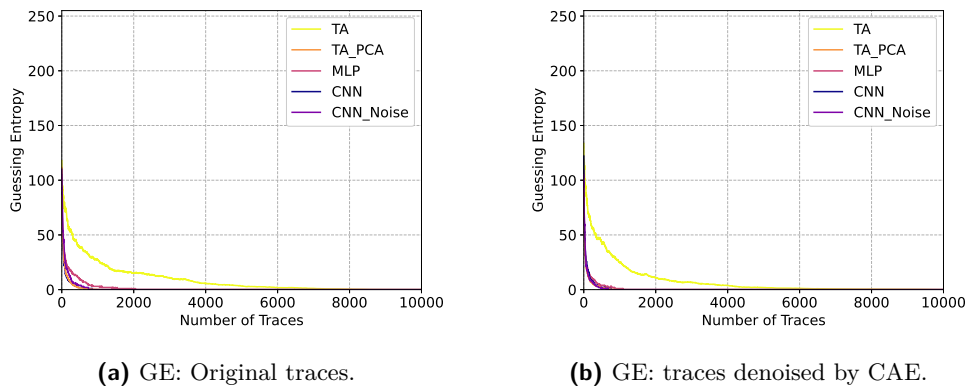 250
200
150
100
50
0
Guessing Entropy
TA
TA_PCA
MLP
CNN
CNN_Noise
0 2000 4000 6000 8000 10000
Number of Traces
(a) GE: Original traces.
250
200
150
100
50
0
Guessing Entropy
TA
TA_PCA
MLP
CNN
CNN_Noise
0 2000 4000 6000 8000 10000
Number of Traces
(b) GE: traces denoised by CAE.